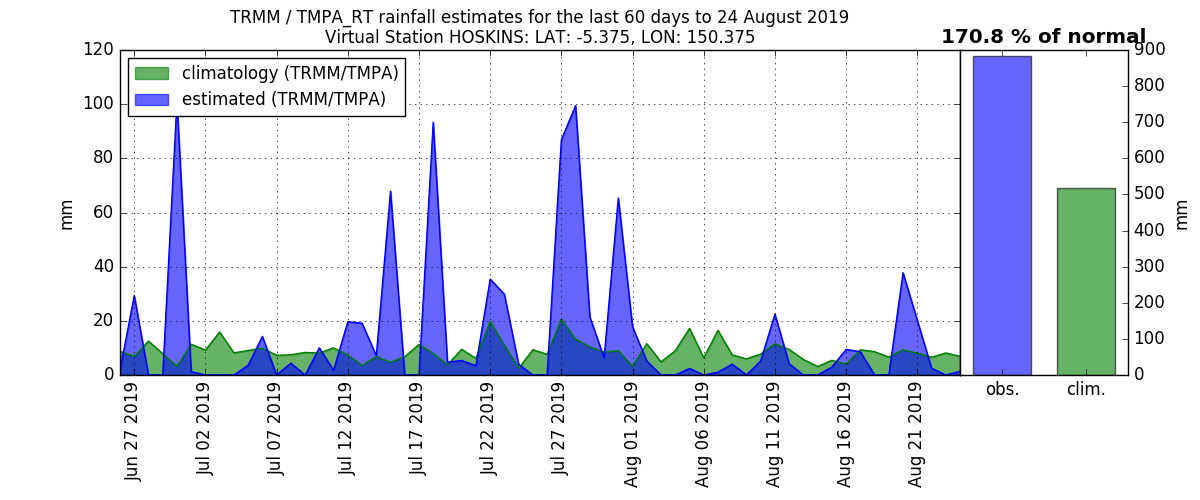 TRMM / TMPA_RT rainfall estimates for the last 60 days to 24 August 2019
Virtual Station HOSKINS: LAT: -5.375, LON: 150.375
170.8 % of normal
climatology (TRMM/TMPA)
estimated (TRMM/TMPA)
mm
120
100
80
60
40
20
0
Jun 27 2019
Jul 02 2019
Jul 07 2019
Jul 12 2019
Jul 17 2019
Jul 22 2019
Jul 27 2019
Aug 01 2019
Aug 06 2019
Aug 11 2019
Aug 16 2019
Aug 21 2019
obs.
clim.
900
800
700
600
500
400
300
200
100
0
mm